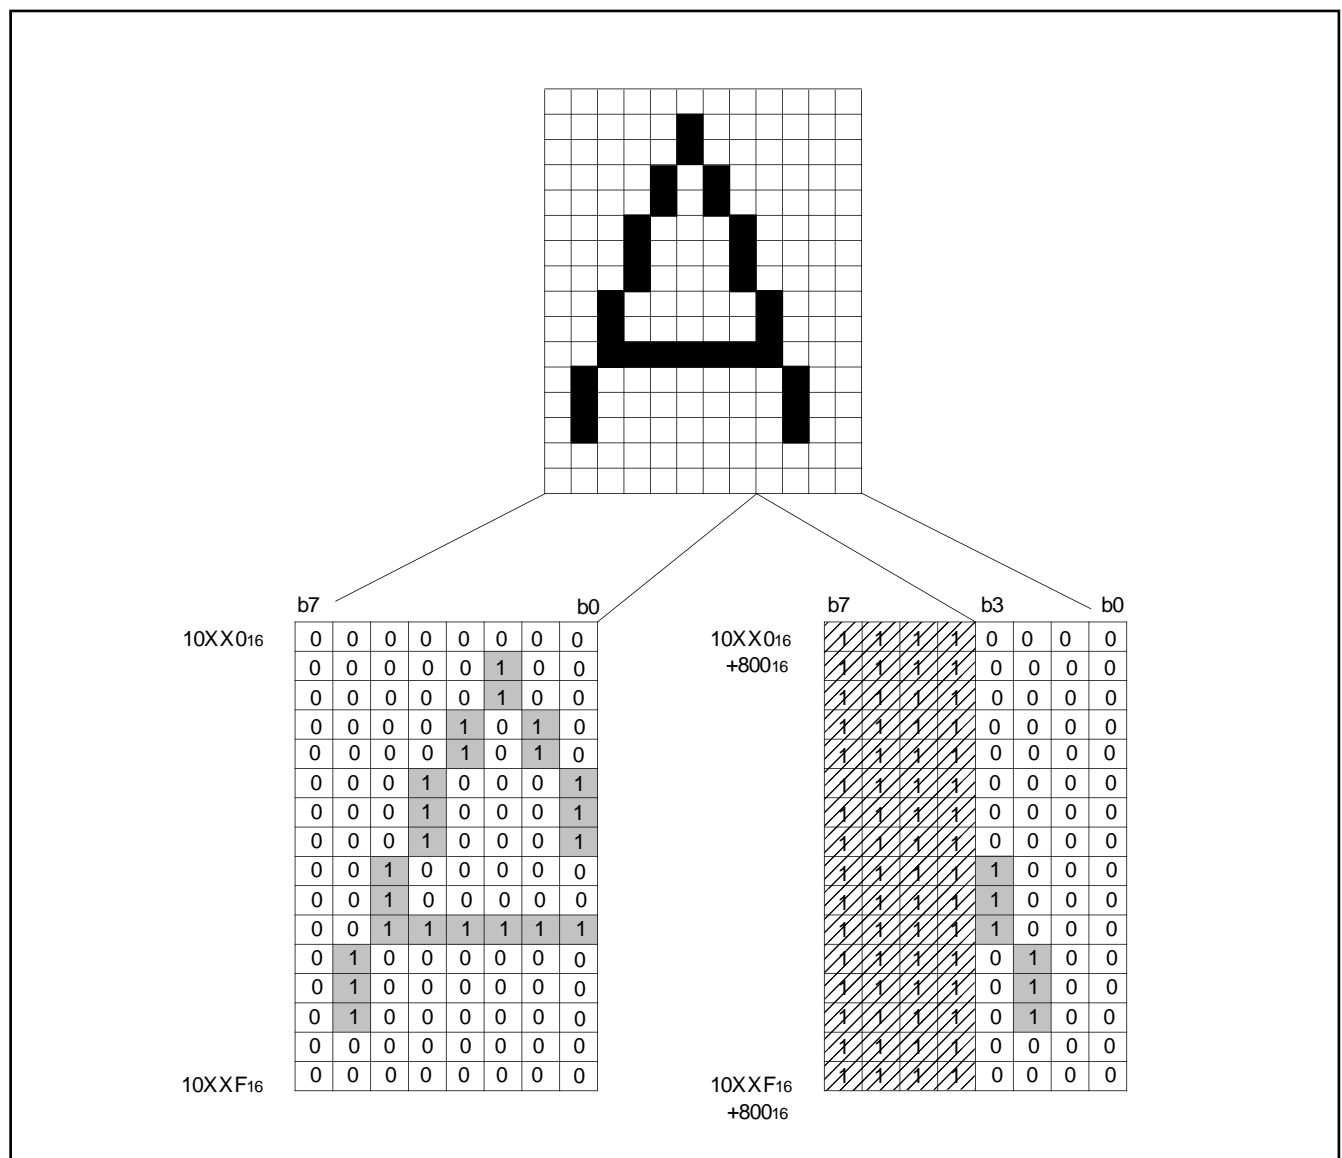 b7 b0 b7 b3 b0
10XX0₁₆ 0 0 0 0 0 0 0 0 10XX0₁₆ 1 1 1 1 0 0 0 0
0 0 0 0 0 1 0 0 +800₁₆ 1 1 1 1 0 0 0 0
0 0 0 0 0 1 0 0 1 1 1 1 0 0 0 0
0 0 0 0 1 0 1 0 1 1 1 1 0 0 0 0
0 0 0 0 1 0 1 0 1 1 1 1 0 0 0 0
0 0 0 1 0 0 0 1 1 1 1 1 0 0 0 0
0 0 0 1 0 0 0 1 1 1 1 1 0 0 0 0
0 0 0 1 0 0 0 1 1 1 1 1 0 0 0 0
0 0 1 0 0 0 0 0 1 1 1 1 1 0 0 0
0 0 1 0 0 0 0 0 1 1 1 1 1 0 0 0
0 0 1 1 1 1 1 1 1 1 1 1 1 0 0 0
0 1 0 0 0 0 0 0 1 1 1 1 0 1 0 0
0 1 0 0 0 0 0 0 1 1 1 1 0 1 0 0
0 1 0 0 0 0 0 0 1 1 1 1 0 1 0 0
0 0 0 0 0 0 0 0 1 1 1 1 0 0 0 0
10XXF₁₆ 0 0 0 0 0 0 0 0 10XXF₁₆ 1 1 1 1 0 0 0 0
+800₁₆